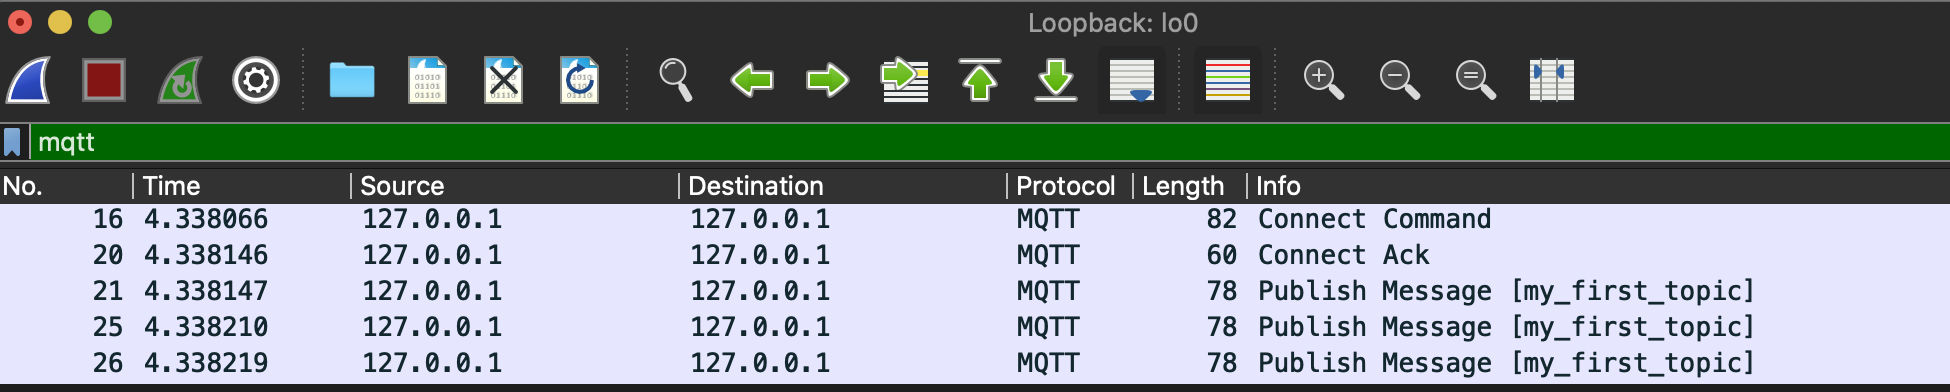 Loopback: lo0
mqtt
No. Time Source Destination Protocol Length Info
16 4.338066 127.0.0.1 127.0.0.1 MQTT 82 Connect Command
20 4.338146 127.0.0.1 127.0.0.1 MQTT 60 Connect Ack
21 4.338147 127.0.0.1 127.0.0.1 MQTT 78 Publish Message [my_first_topic]
25 4.338210 127.0.0.1 127.0.0.1 MQTT 78 Publish Message [my_first_topic]
26 4.338219 127.0.0.1 127.0.0.1 MQTT 78 Publish Message [my_first_topic]